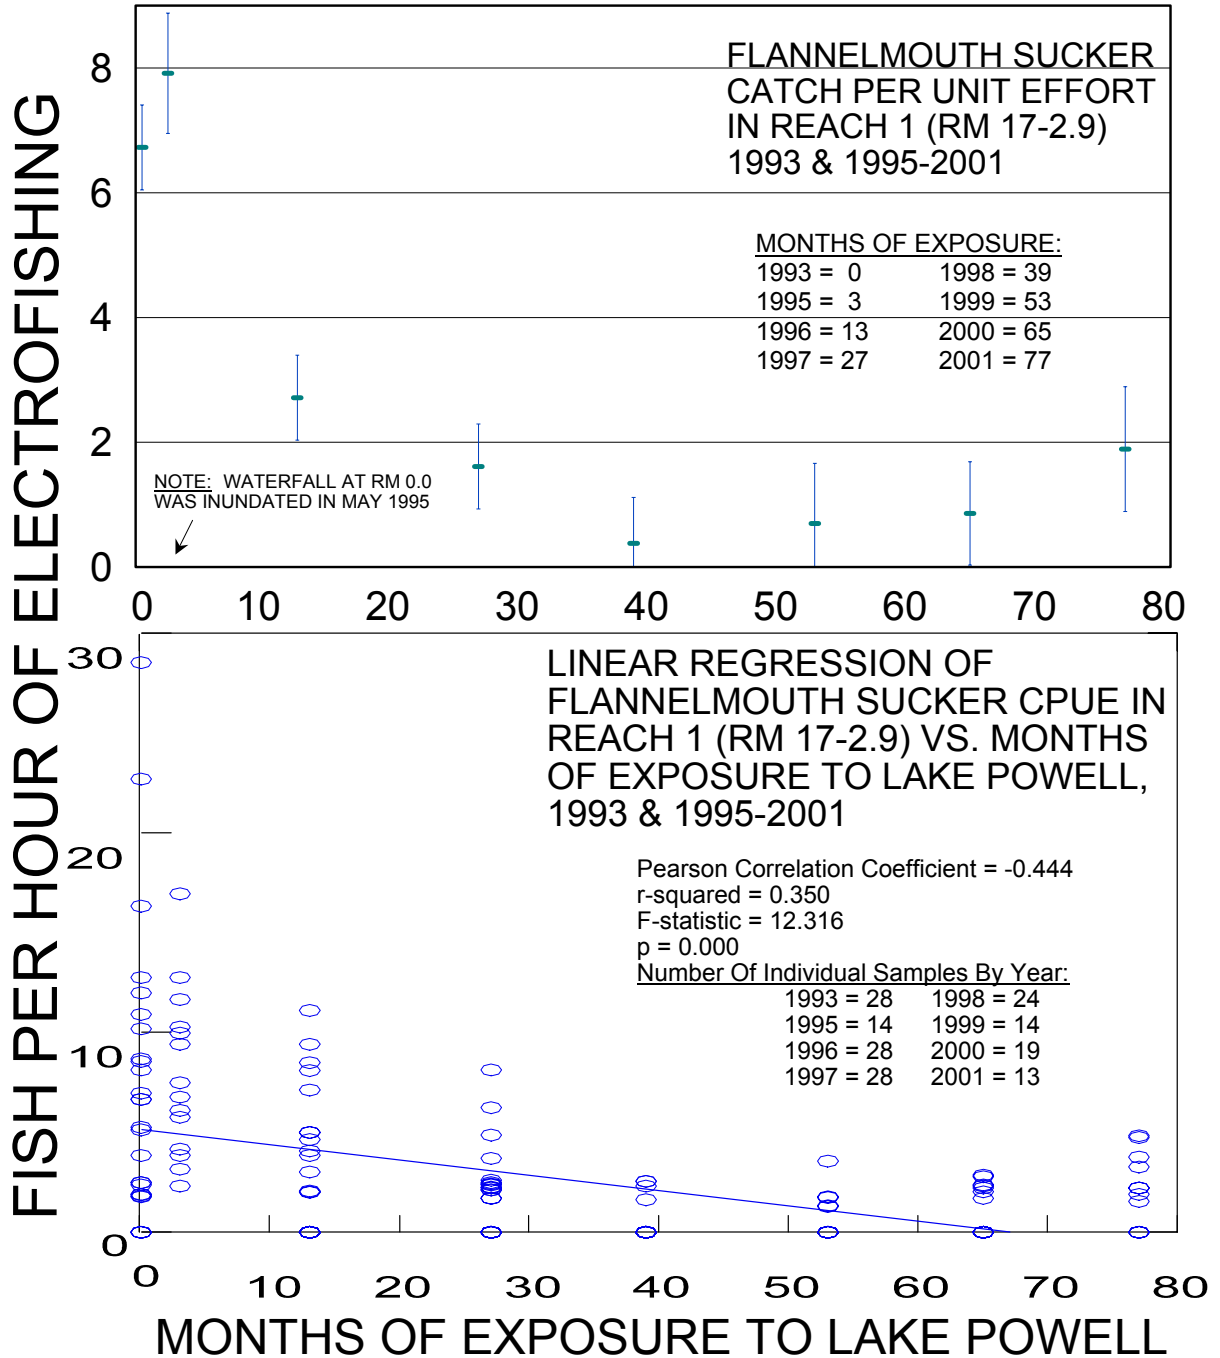 FISH PER HOUR OF ELECTROFISHING
FLANNELMOUTH SUCKER
CATCH PER UNIT EFFORT
IN REACH 1 (RM 17-2.9)
1993 & 1995-2001
MONTHS OF EXPOSURE:
1993 = 0 1998 = 39
1995 = 3 1999 = 53
1996 = 13 2000 = 65
1997 = 27 2001 = 77
NOTE: WATERFALL AT RM 0.0
WAS INUNDATED IN MAY 1995
8
6
4
2
0
0 10 20 30 40 50 60 70 80
LINEAR REGRESSION OF
FLANNELMOUTH SUCKER CPUE IN
REACH 1 (RM 17-2.9) VS. MONTHS
OF EXPOSURE TO LAKE POWELL,
1993 & 1995-2001
Pearson Correlation Coefficient = -0.444
r-squared = 0.350
F-statistic = 12.316
p = 0.000
Number Of Individual Samples By Year:
1993 = 28 1998 = 24
1995 = 14 1999 = 14
1996 = 28 2000 = 19
1997 = 28 2001 = 13
30
20
10
0
0 10 20 30 40 50 60 70 80
MONTHS OF EXPOSURE TO LAKE POWELL